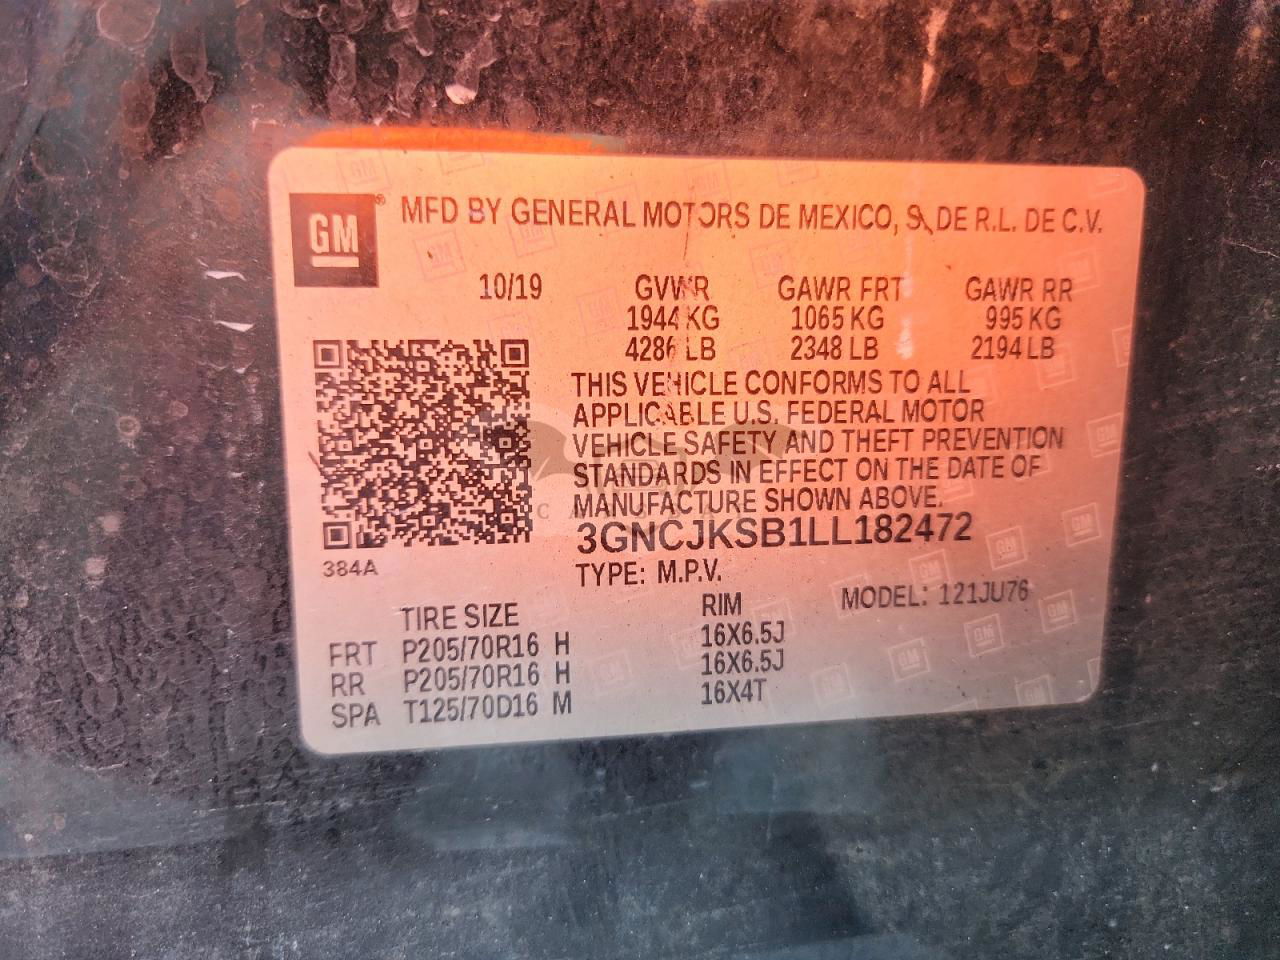 GM® MFD BY GENERAL MOTORS DE MEXICO, S. DE R.L. DE C.V.
10/19 GVWR GAWR FRT GAWR RR
1944 KG 1065 KG 995 KG
4286 LB 2348 LB 2194 LB
THIS VEHICLE CONFORMS TO ALL
APPLICABLE U.S. FEDERAL MOTOR
VEHICLE SAFETY AND THEFT PREVENTION
STANDARDS IN EFFECT ON THE DATE OF
MANUFACTURE SHOWN ABOVE.
3GNCJKSB1LL182472
384A TYPE: M.P.V. MODEL: 121JU76
TIRE SIZE RIM
FRT P205/70R16 H 16X6.5J
RR P205/70R16 H 16X6.5J
SPA T125/70D16 M 16X4T